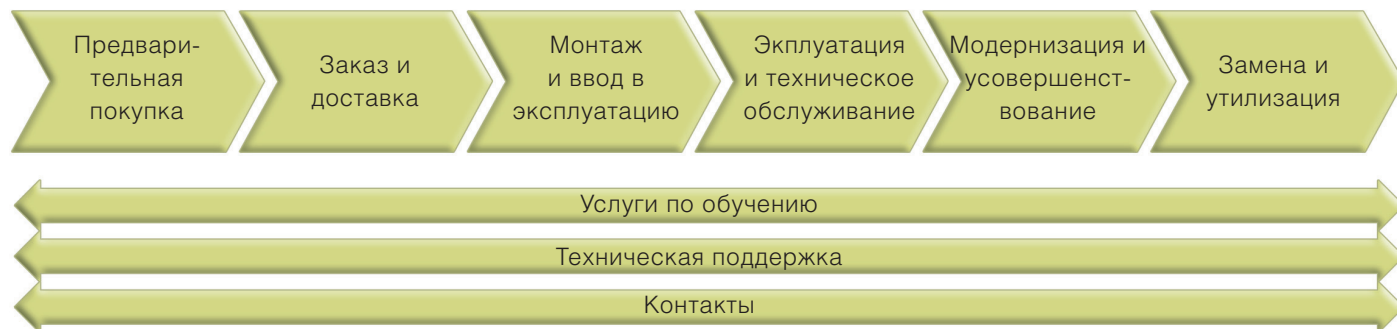 Предвари-
тельная
покупка
Заказ и
доставка
Монтаж
и ввод в
эксплуатацию
Экплуатация
и техническое
обслуживание
Модернизация и
усовершенст-
вование
Замена и
утилизация
Услуги по обучению
Техническая поддержка
Контакты